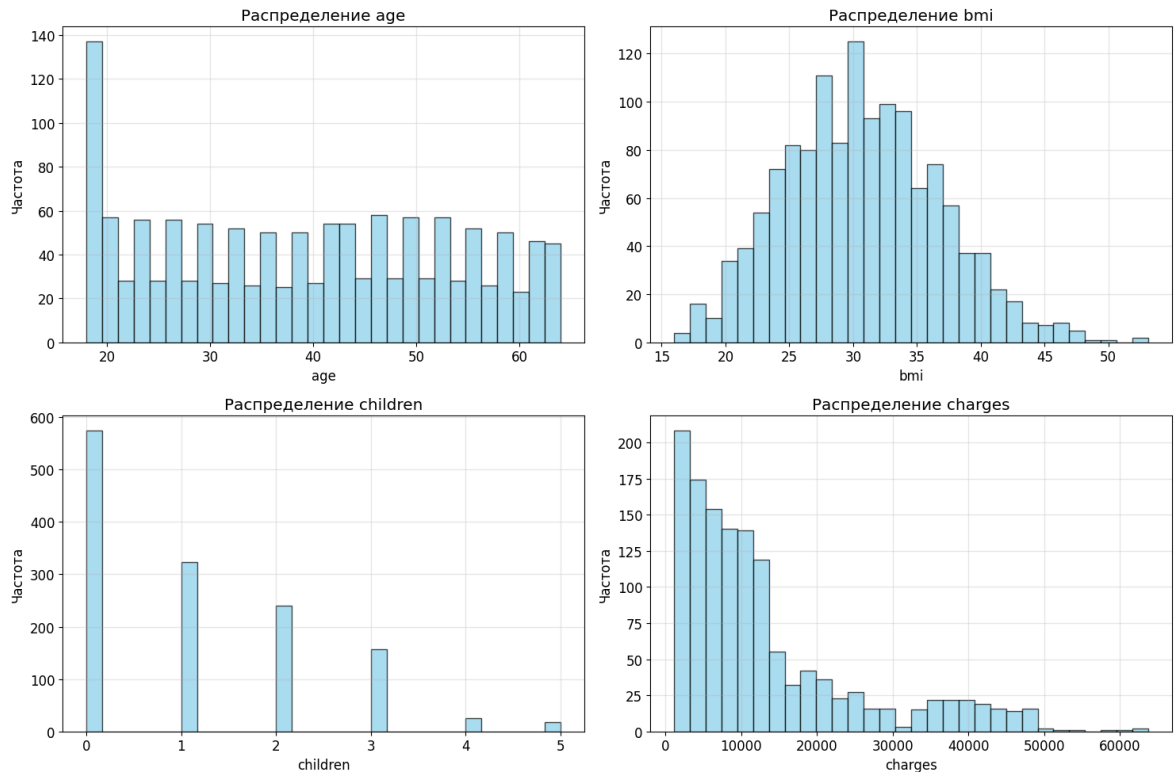 Распределение age
140
120
100
80
60
40
20
0
Частота
20 30 40 50 60
age
Распределение bmi
120
100
80
60
40
20
0
Частота
15 20 25 30 35 40 45 50
bmi
Распределение children
600
500
400
300
200
100
0
Частота
0 1 2 3 4 5
children
Распределение charges
200
175
150
125
100
75
50
25
0
Частота
0 10000 20000 30000 40000 50000 60000
charges